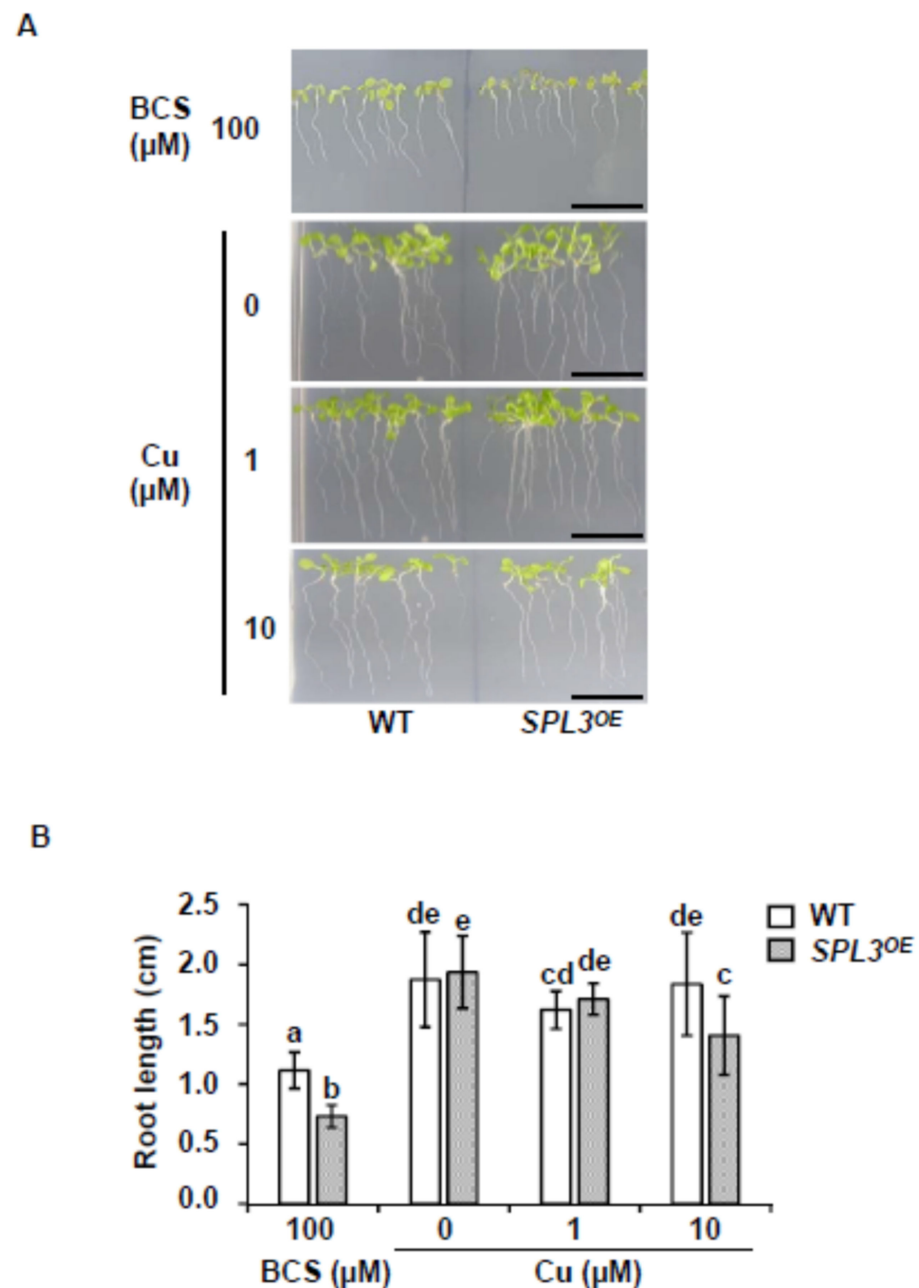 A
BCS
(µM)
100
0
Cu
(µM)
1
10
WT SPL3OE
B
Root length (cm)
2.5
2.0
1.5
1.0
0.5
0.0
a
b
de
e
cd
de
de
c
WT
SPL3OE
100 0 1 10
BCS (µM) Cu (µM)